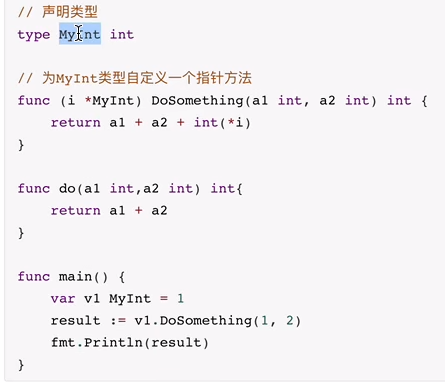 // 声明类型
type MyInt int
// 为MyInt类型自定义一个指针方法
func (i *MyInt) DoSomething(a1 int, a2 int) int {
    return a1 + a2 + int(*i)
}
func do(a1 int,a2 int) int{
    return a1 + a2
}
func main() {
    var v1 MyInt = 1
    result := v1.DoSomething(1, 2)
    fmt.Println(result)
}